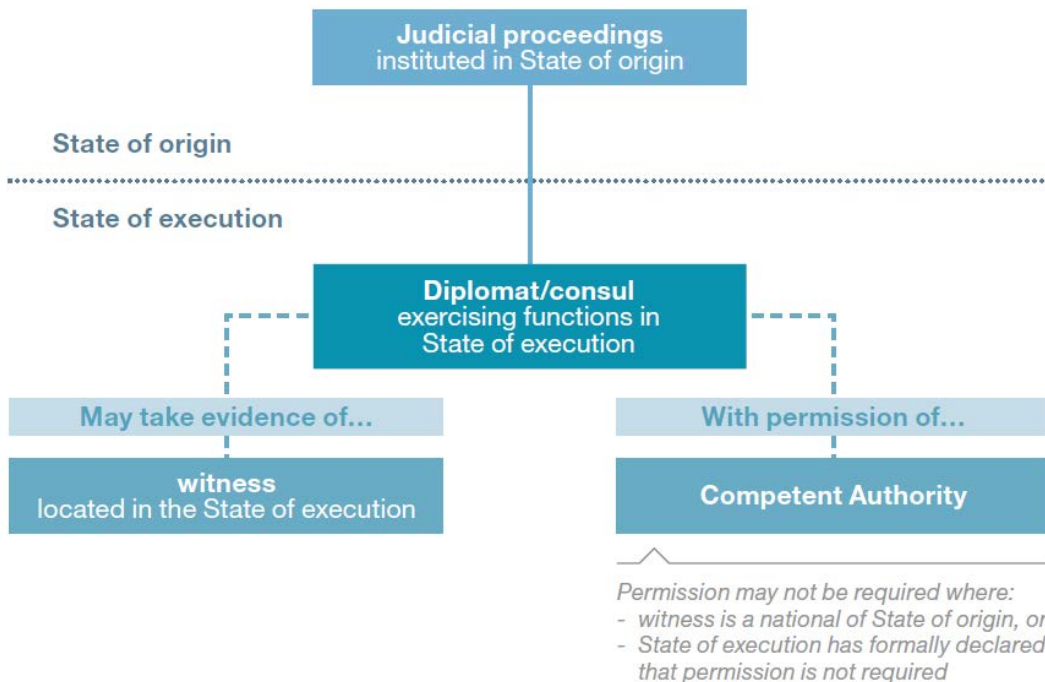 Judicial proceedings
instituted in State of origin
State of origin
State of execution
Diplomat/consul
exercising functions in
State of execution
May take evidence of...
witness
located in the State of execution
With permission of...
Competent Authority
Permission may not be required where:
- witness is a national of State of origin, or
- State of execution has formally declared
that permission is not required